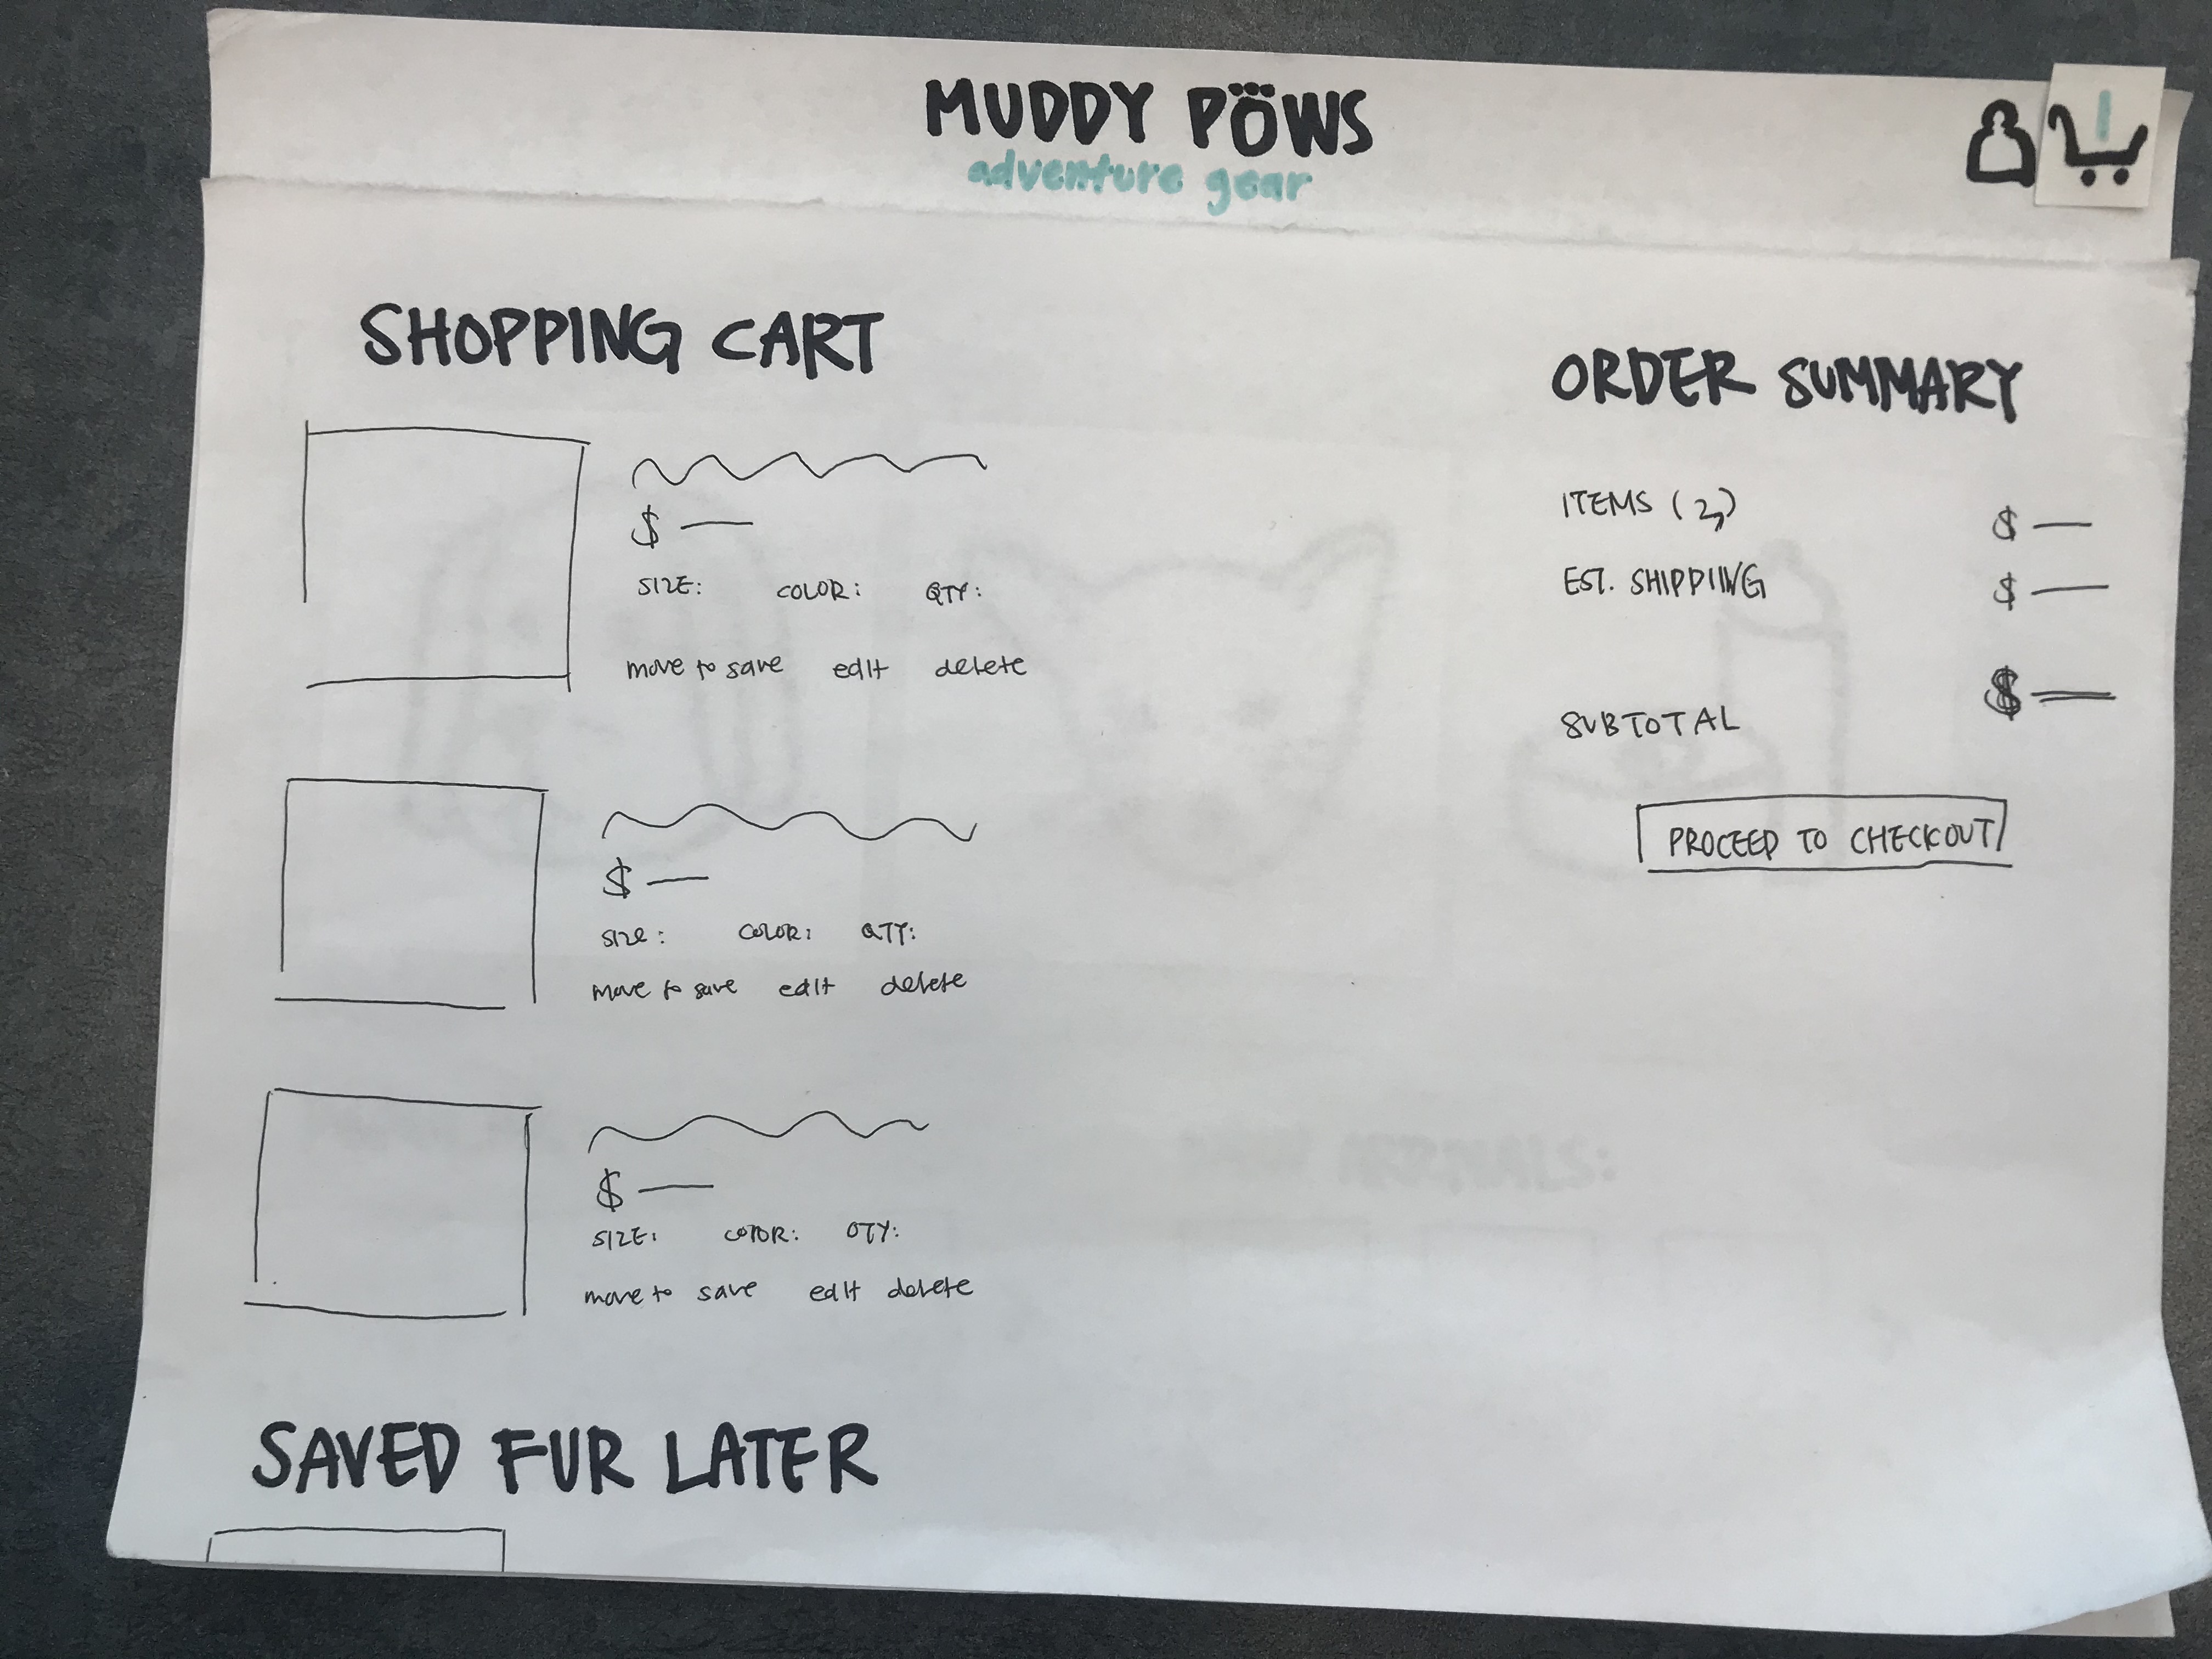 MUDDY PÖWS
adventure gear
1
SHOPPING CART
$
SIZE: COLOR: QTY:
move to save edit delete
$
SIZE: COLOR: QTY:
move to save edit delete
$
SIZE: COLOR: QTY:
move to save edit delete
SAVED FUR LATER
ORDER SUMMARY
ITEMS (2) $
EST. SHIPPING $
SUBTOTAL $
PROCEED TO CHECKOUT